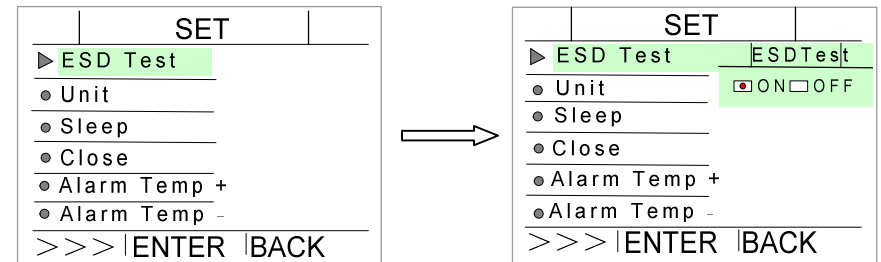 SET
ESD Test
Unit
Sleep
Close
Alarm Temp +
Alarm Temp -
>>> ENTER BACK
SET
ESD Test
ESDTest
Unit
ON OFF
Sleep
Close
Alarm Temp +
Alarm Temp -
>>> ENTER BACK